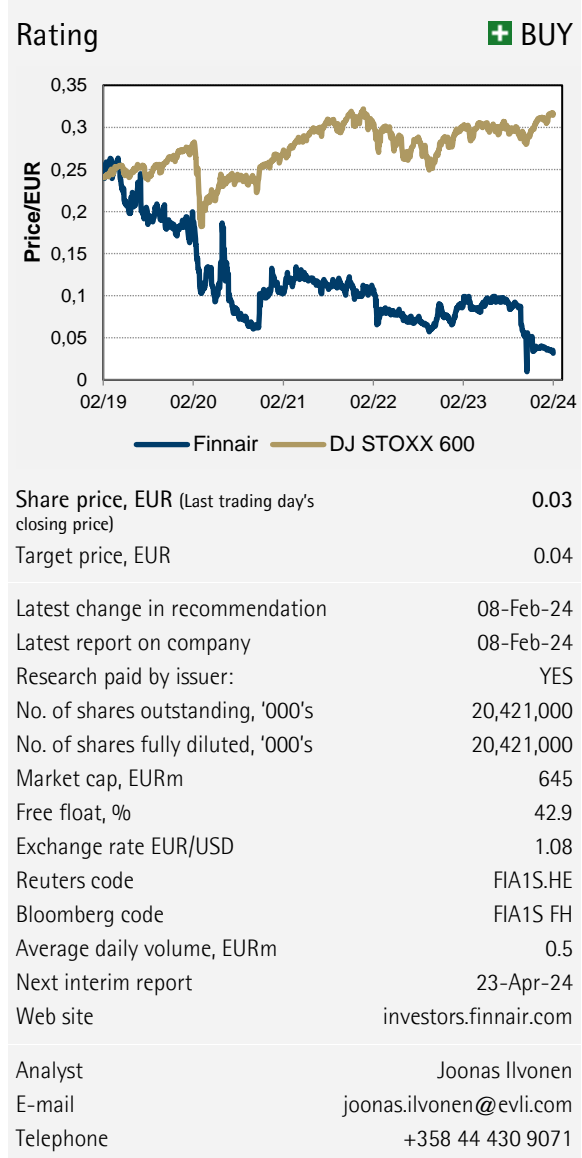 Rating BUY
0,35
0,3
0,25
0,2
0,15
0,1
0,05
0
Price/EUR
02/19 02/20 02/21 02/22 02/23 02/24
Finnair DJ STOXX 600
Share price, EUR (Last trading day's 0.03
closing price)
Target price, EUR 0.04
Latest change in recommendation 08-Feb-24
Latest report on company 08-Feb-24
Research paid by issuer: YES
No. of shares outstanding, '000's 20,421,000
No. of shares fully diluted, '000's 20,421,000
Market cap, EURm 645
Free float, % 42.9
Exchange rate EUR/USD 1.08
Reuters code FIA1S.HE
Bloomberg code FIA1S FH
Average daily volume, EURm 0.5
Next interim report 23-Apr-24
Web site investors.finnair.com
Analyst Joonas Ilvonen
E-mail joonas.ilvonen@evli.com
Telephone +358 44 430 9071